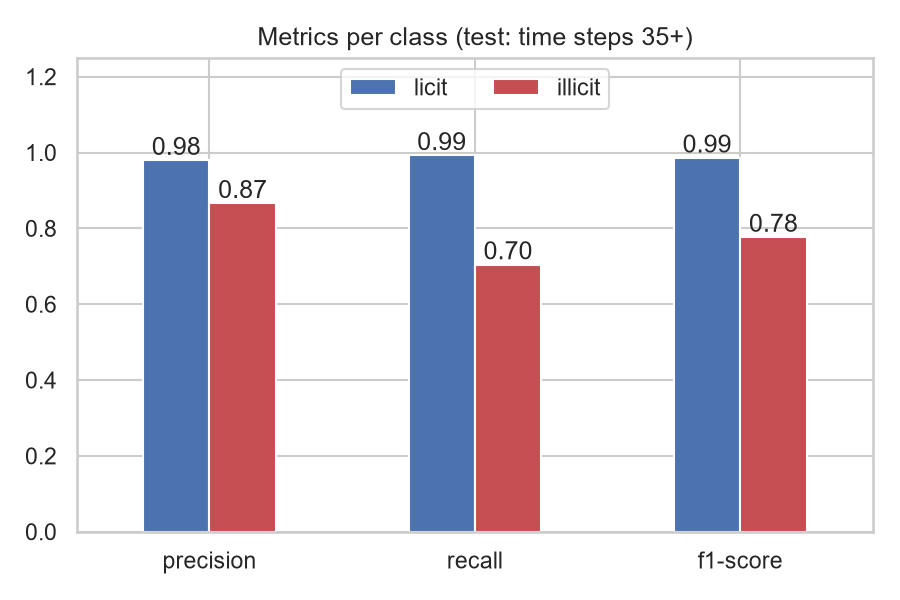 Metrics per class (test: time steps 35+)
licit illicit
1.2
1.0
0.8
0.6
0.4
0.2
0.0
0.98 0.87 0.99 0.70 0.99 0.78
precision recall f1-score